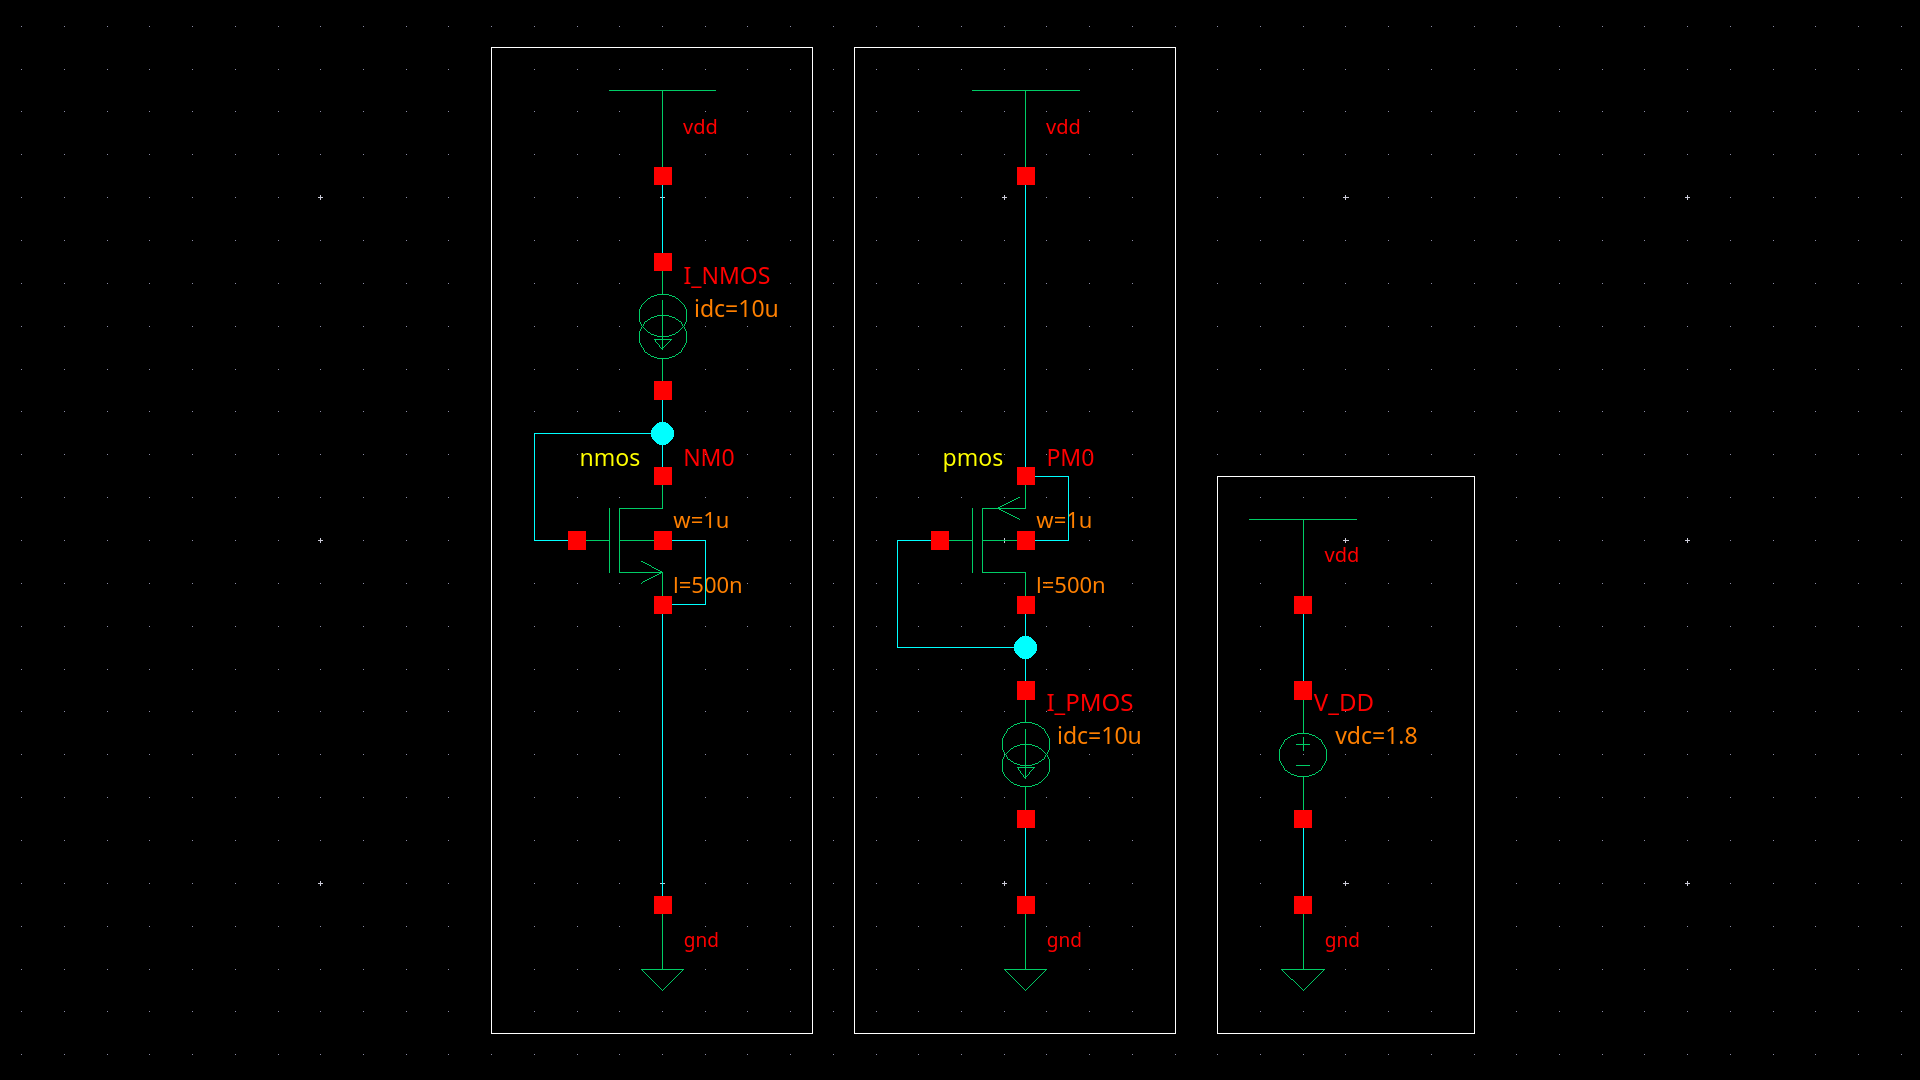 vdd
I_NMOS
idc=10u
nmos
NM0
w=1u
l=500n
gnd
vdd
pmos
PM0
w=1u
l=500n
I_PMOS
idc=10u
gnd
vdd
V_DD
vdc=1.8
gnd